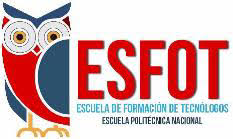 ESFOT
ESCUELA DE FORMACIÓN DE TECNÓLOGOS
ESCUELA POLITÉCNICA NACIONAL